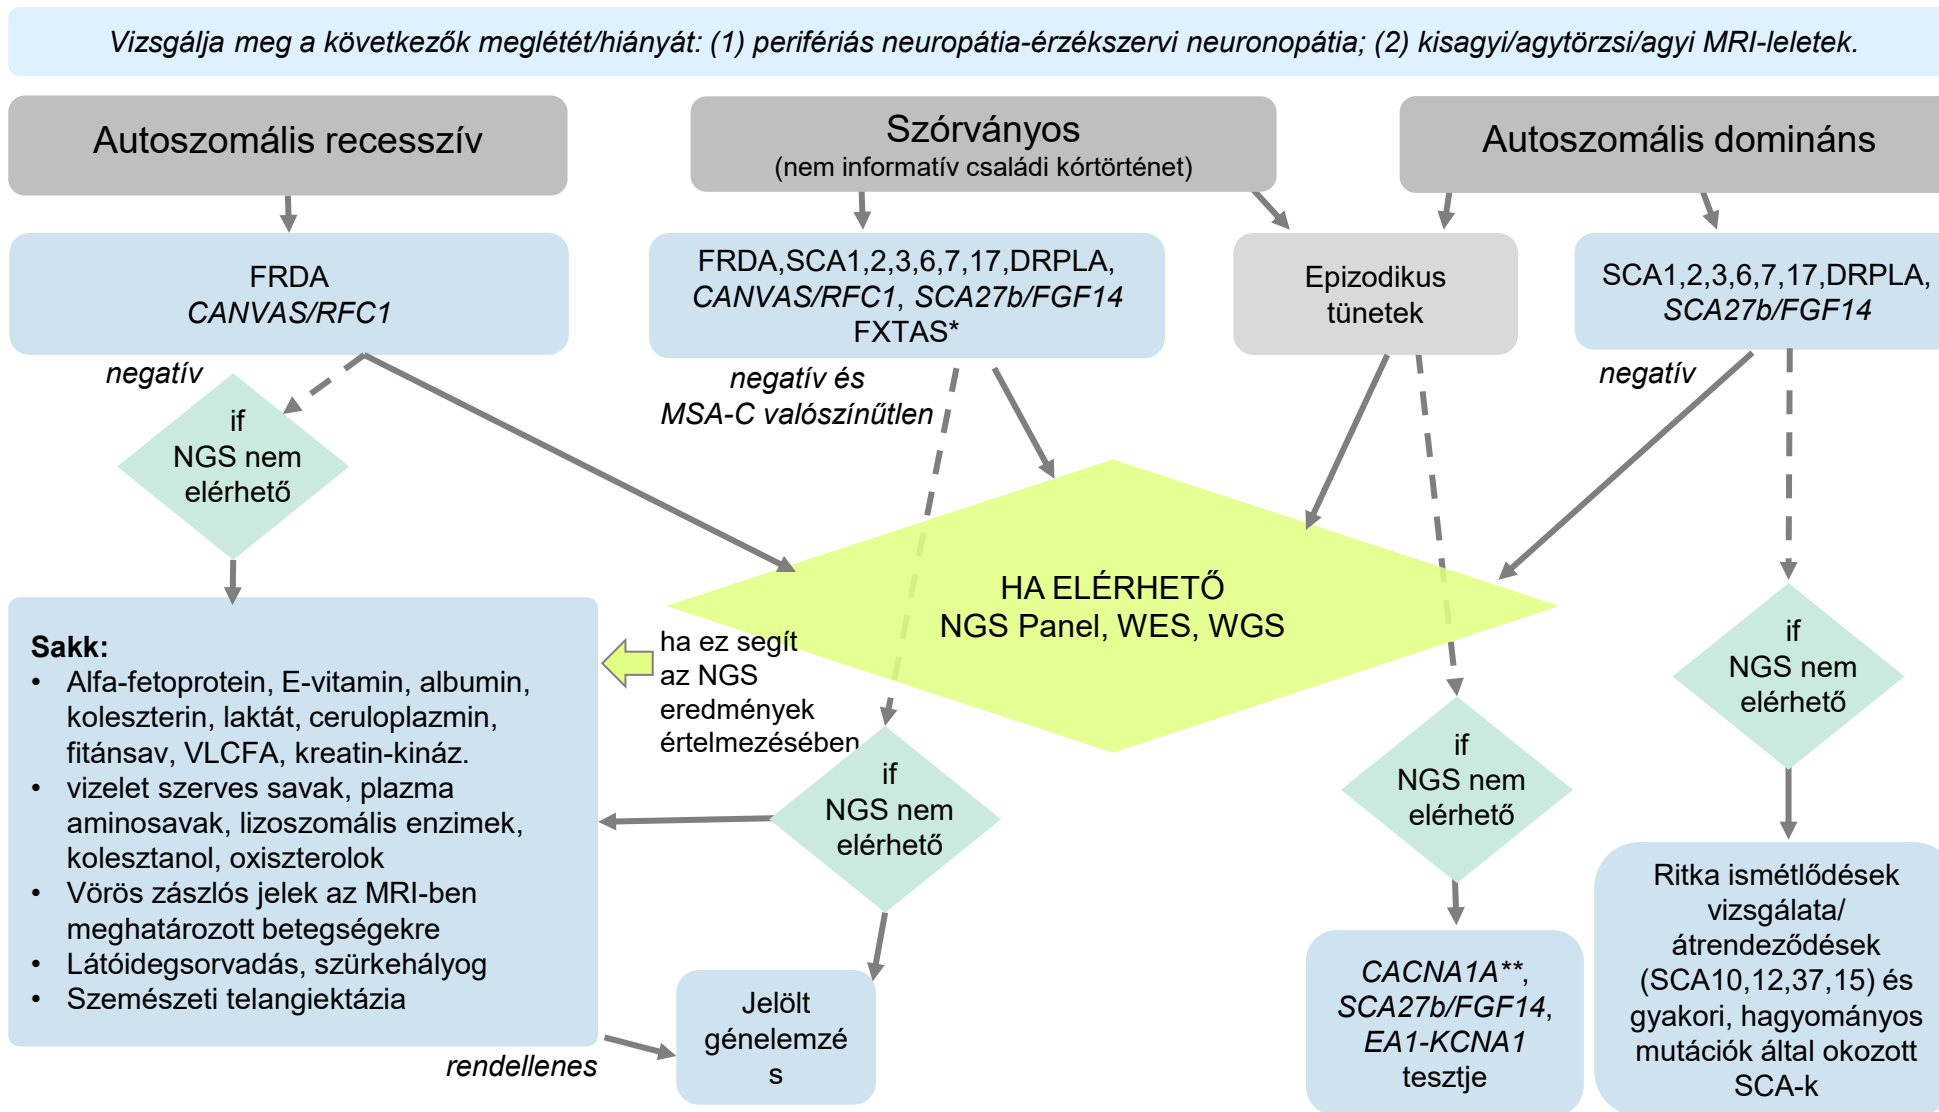 Vizsgálja meg a következők meglétét/hiányát: (1) perifériás neuropátia-érzékszervi neuronopátia; (2) kisagyi/agytörzsi/agyi MRI-leletek.
Autoszomális recesszív
Szórványos
(nem informatív családi kórtörténet)
Autoszomális domináns
FRDA
CANVAS/RFC1
FRDA,SCA1,2,3,6,7,17,DRPLA,
CANVAS/RFC1, SCA27b/FGF14
FXTAS*
Epizodikus
tünetek
SCA1,2,3,6,7,17,DRPLA,
SCA27b/FGF14
negatív
negatív és
MSA-C valószínűtlen
negatív
if
NGS nem
elérhető
HA ELÉRHETŐ
NGS Panel, WES, WGS
ha ez segít
az NGS
eredmények
értelmezésében
if
NGS nem
elérhető
if
NGS nem
elérhető
if
NGS nem
elérhető
Sakk:
• Alfa-fetoprotein, E-vitamin, albumin,
koleszterin, laktát, ceruloplazmin,
fitánsav, VLCFA, kreatin-kináz.
• vizelet szerves savak, plazma
aminosavak, lizoszomális enzimek,
kolesztanol, oxiszterolok
• Vörös zászlós jelek az MRI-ben
meghatározott betegségekre
• Látóidegsorvadás, szürkehályog
• Szemészeti telangiektázia
rendellenes
Jelölt
génelemzé
s
CACNA1A**,
SCA27b/FGF14,
EA1-KCNA1
tesztje
Ritka ismétlődések
vizsgálata/
átrendeződések
(SCA10,12,37,15) és
gyakori, hagyományos
mutációk által okozott
SCA-k